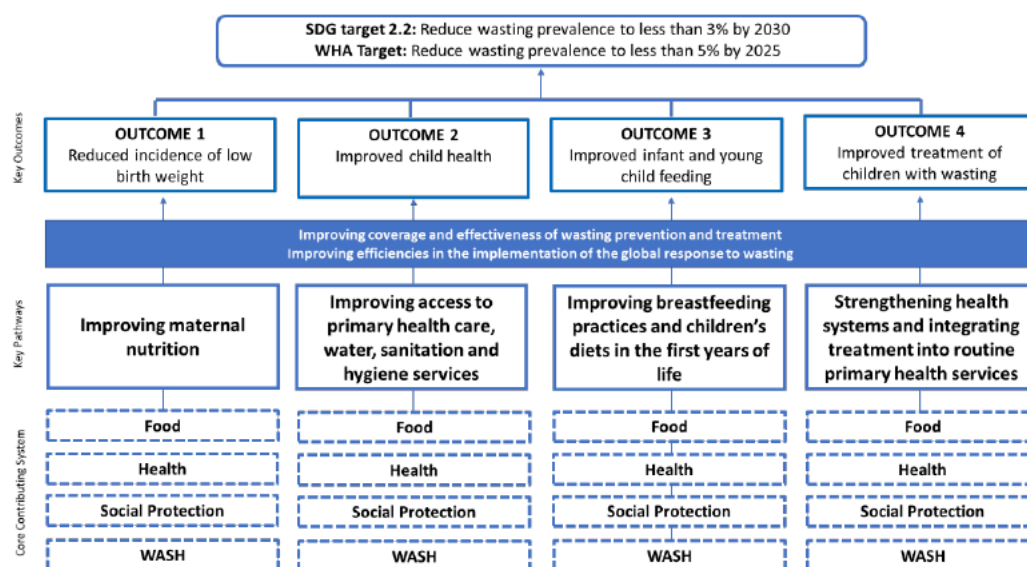 SDG target 2.2: Reduce wasting prevalence to less than 3% by 2030
WHA Target: Reduce wasting prevalence to less than 5% by 2025
Key Outcomes
OUTCOME 1
Reduced incidence of low
birth weight
OUTCOME 2
Improved child health
OUTCOME 3
Improved infant and young
child feeding
OUTCOME 4
Improved treatment of
children with wasting
Improving coverage and effectiveness of wasting prevention and treatment
Improving efficiencies in the implementation of the global response to wasting
Key Pathways
Improving maternal
nutrition
Improving access to
primary health care,
water, sanitation and
hygiene services
Improving breastfeeding
practices and children's
diets in the first years of
life
Strengthening health
systems and integrating
treatment into routine
primary health services
Core Contributing System
Food
Food
Food
Food
Health
Health
Health
Health
Social Protection
Social Protection
Social Protection
Social Protection
WASH
WASH
WASH
WASH